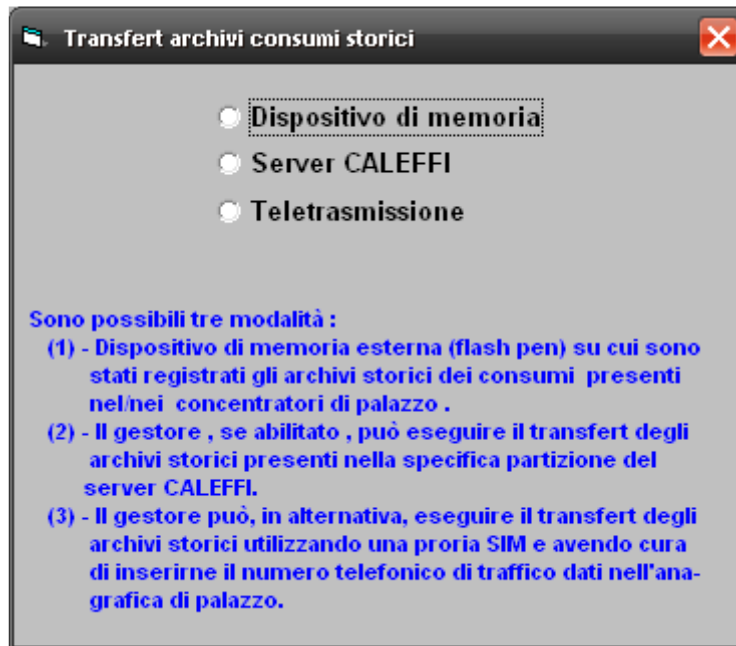 Transfert archivi consumi storici
Dispositivo di memoria
Server CALEFFI
Teletrasmissione
Sono possibili tre modalità :
(1) - Dispositivo di memoria esterna (flash pen) su cui sono
stati registrati gli archivi storici dei consumi presenti
nel/nei concentratori di palazzo .
(2) - Il gestore , se abilitato , può eseguire il transfert degli
archivi storici presenti nella specifica partizione del
server CALEFFI.
(3) - Il gestore può, in alternativa, eseguire il transfert degli
archivi storici utilizzando una proria SIM e avendo cura
di inserirne il numero telefonico di traffico dati nell'ana-
grafica di palazzo.